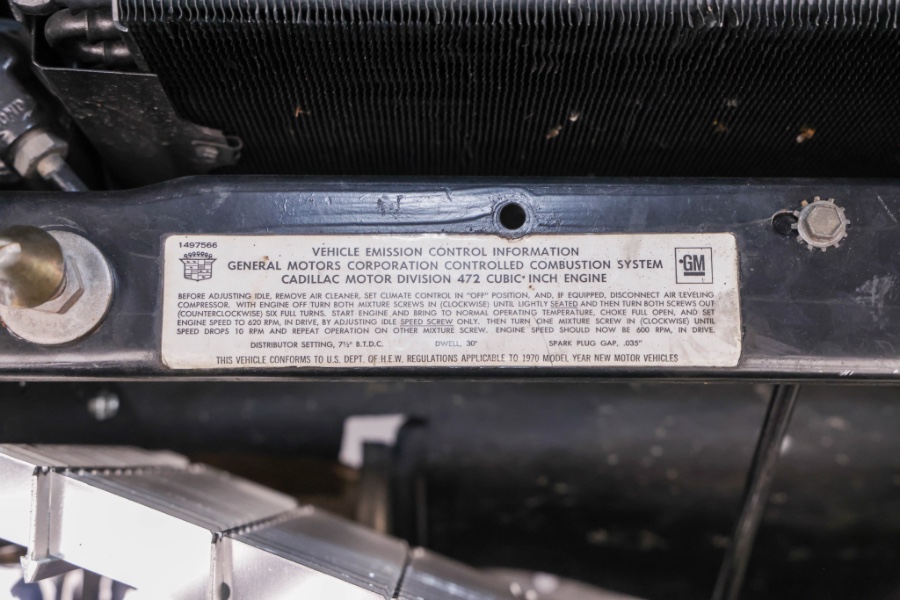 1497566
VEHICLE EMISSION CONTROL INFORMATION
GENERAL MOTORS CORPORATION CONTROLLED COMBUSTION SYSTEM
CADILLAC MOTOR DIVISION 472 CUBIC INCH ENGINE
GM
BEFORE ADJUSTING IDLE, REMOVE AIR CLEANER, SET CLIMATE CONTROL IN "OFF" POSITION, AND, IF EQUIPPED, DISCONNECT AIR LEVELING
COMPRESSOR. WITH ENGINE OFF TURN BOTH MIXTURE SCREWS IN (CLOCKWISE) UNTIL LIGHTLY SEATED AND THEN TURN BOTH SCREWS OUT
(COUNTERCLOCKWISE) SIX FULL TURNS. START ENGINE AND BRING TO NORMAL OPERATING TEMPERATURE, CHOKE FULL OPEN, AND SET
ENGINE SPEED TO 620 RPM, IN DRIVE, BY ADJUSTING IDLE SPEED SCREW ONLY. THEN TURN ONE MIXTURE SCREW IN (CLOCKWISE) UNTIL
SPEED DROPS 10 RPM AND REPEAT OPERATION ON OTHER MIXTURE SCREW. ENGINE SPEED SHOULD NOW BE 600 RPM, IN DRIVE.
DISTRIBUTOR SETTING, 7½° B.T.D.C. DWELL, 30° SPARK PLUG GAP, .035"
THIS VEHICLE CONFORMS TO U.S. DEPT. OF H.E.W. REGULATIONS APPLICABLE TO 1970 MODEL YEAR NEW MOTOR VEHICLES